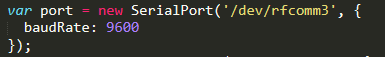 var port = new SerialPort('/dev/rfcomm3', {
  baudRate: 9600
});